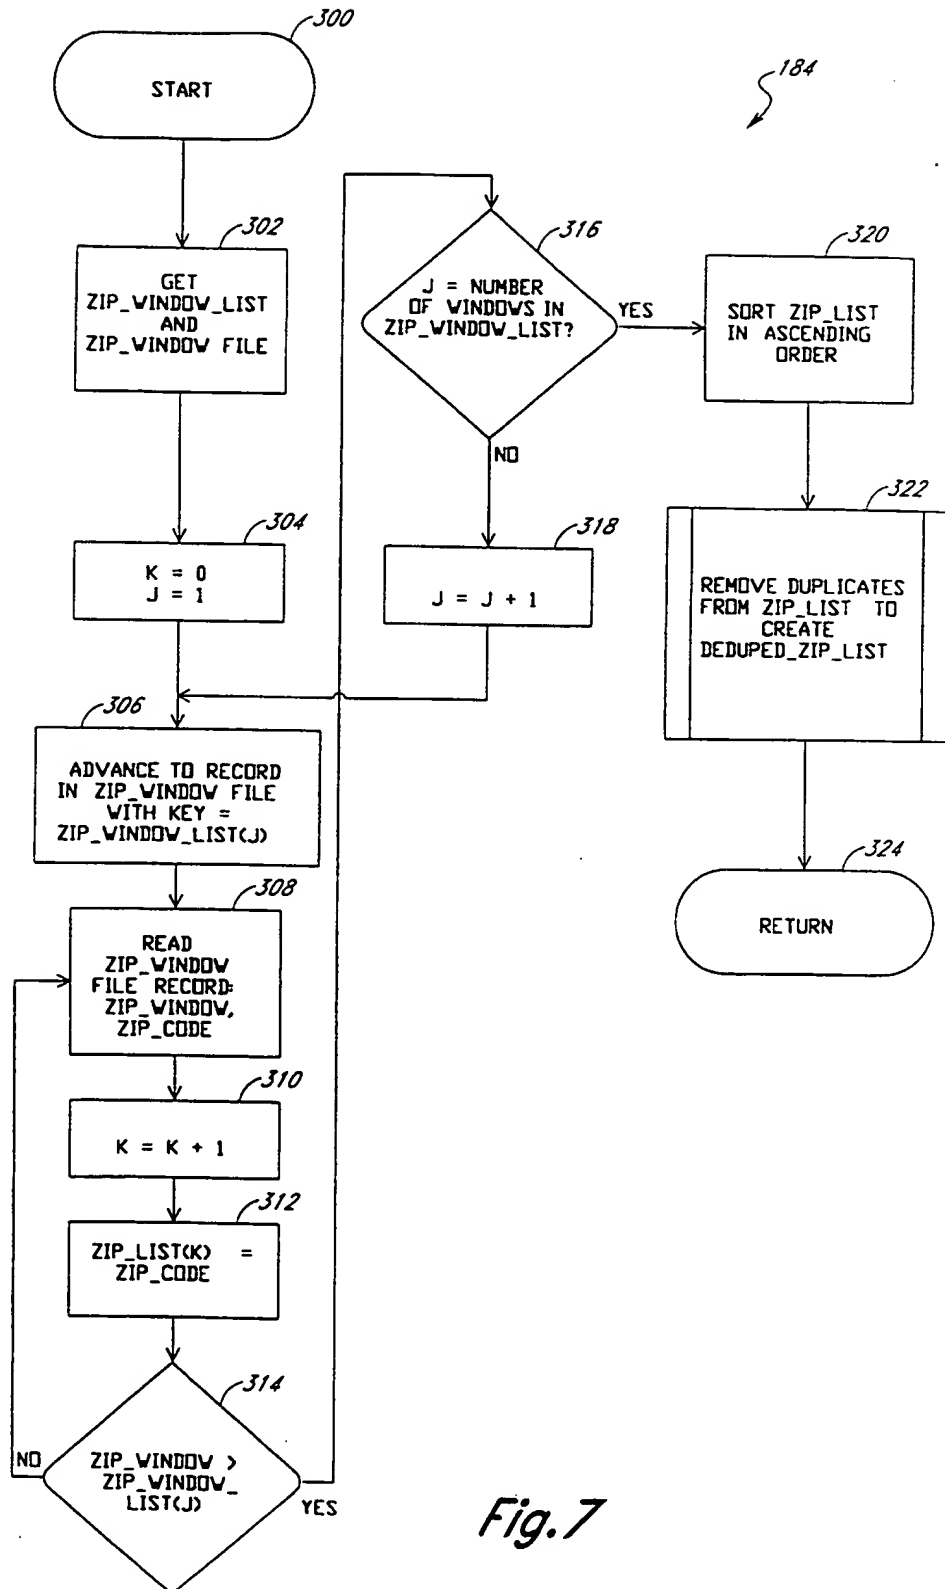 300
START
184
302
GET
ZIP_WINDOW_LIST
AND
ZIP_WINDOW FILE
304
K = 0
J = 1
306
ADVANCE TO RECORD
IN ZIP_WINDOW FILE
WITH KEY =
ZIP_WINDOW_LIST(J)
308
READ
ZIP_WINDOW
FILE RECORD:
ZIP_WINDOW,
ZIP_CODE
310
K = K + 1
312
ZIP_LIST(K) =
ZIP_CODE
314
ZIP_WINDOW >
ZIP_WINDOW_
LIST(J)
NO
YES
316
J = NUMBER
OF WINDOWS IN
ZIP_WINDOW_LIST?
YES
NO
318
J = J + 1
320
SORT ZIP_LIST
IN ASCENDING
ORDER
322
REMOVE DUPLICATES
FROM ZIP_LIST TO
CREATE
DEDUPED_ZIP_LIST
324
RETURN
Fig.7